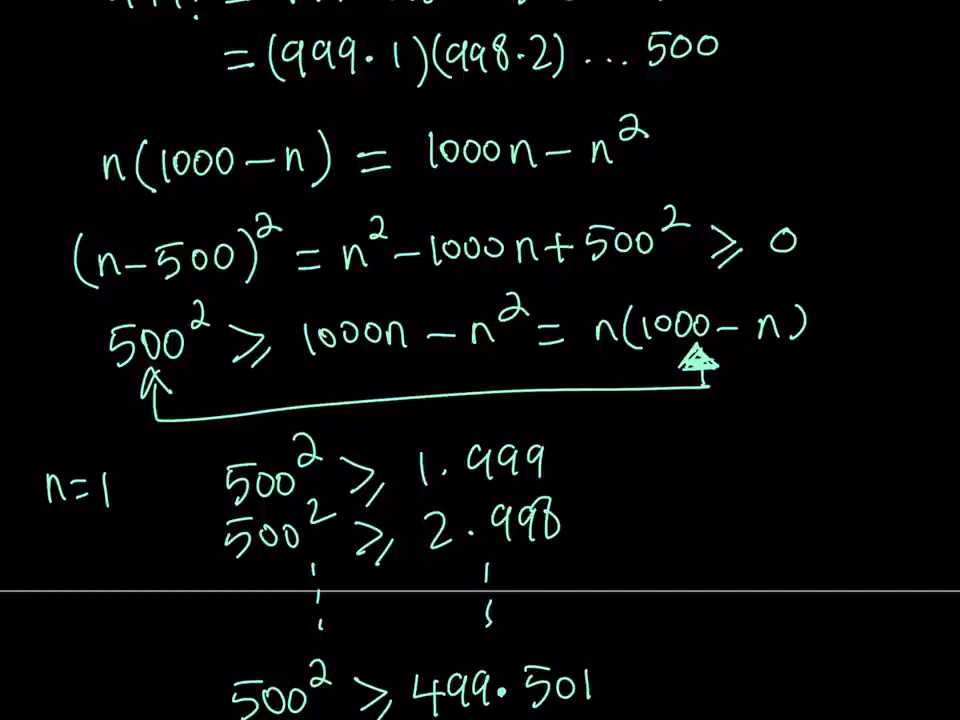 = (999·1)(998·2) ... 500
n(1000-n) = 1000n - n²
(n-500)² = n² - 1000n + 500² ⩾ 0
500² ⩾ 1000n - n² = n(1000-n)
n=1 500² ⩾ 1·999
500² ⩾ 2·998
500² ⩾ 499·501